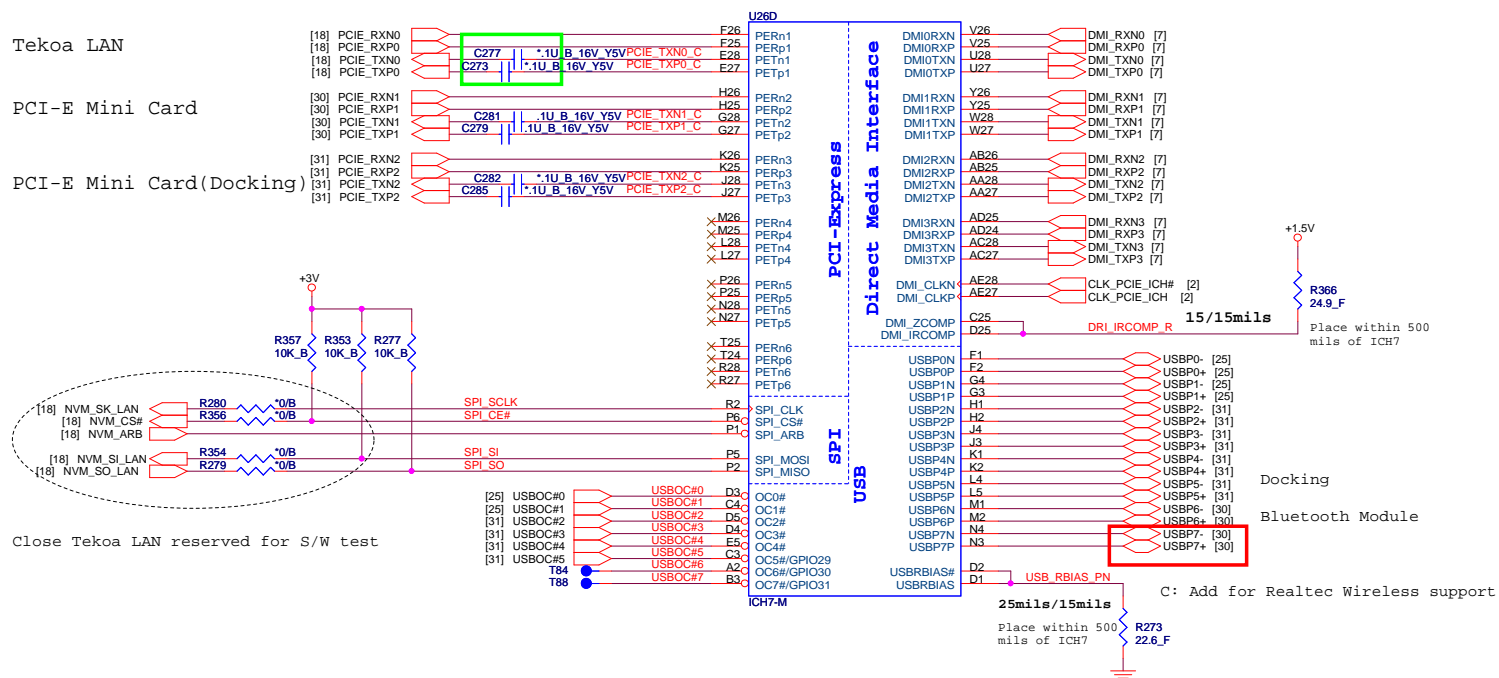 U26D
Tekoa LAN
[18] PCIE_RXN0 F26 PERn1
[18] PCIE_RXP0 F25 PERp1
[18] PCIE_TXN0 C277 *.1U_B_16V_Y5V PCIE_TXN0_C E28 PETn1
[18] PCIE_TXP0 C273 *.1U_B_16V_Y5V PCIE_TXP0_C E27 PETp1
PCI-E Mini Card
[30] PCIE_RXN1 H26 PERn2
[30] PCIE_RXP1 H25 PERp2
[30] PCIE_TXN1 C281 .1U_B_16V_Y5V PCIE_TXN1_C G28 PETn2
[30] PCIE_TXP1 C279 .1U_B_16V_Y5V PCIE_TXP1_C G27 PETp2
PCI-E Mini Card(Docking)
[31] PCIE_RXN2 K26 PERn3
[31] PCIE_RXP2 K25 PERp3
[31] PCIE_TXN2 C282 *.1U_B_16V_Y5V PCIE_TXN2_C J28 PETn3
[31] PCIE_TXP2 C285 *.1U_B_16V_Y5V PCIE_TXP2_C J27 PETp3
M26 PERn4
M25 PERp4
L28 PETn4
L27 PETp4
P26 PERn5
P25 PERp5
N28 PETn5
N27 PETp5
T25 PERn6
T24 PERp6
R28 PETn6
R27 PETp6
+3V
R357 R353 R277
10K_B 10K_B 10K_B
[18] NVM_SK_LAN R280 *0/B SPI_SCLK R2 SPI_CLK
[18] NVM_CS# R356 *0/B SPI_CE# P6 SPI_CS#
[18] NVM_ARB P1 SPI_ARB
[18] NVM_SI_LAN R354 *0/B SPI_SI P5 SPI_MOSI
[18] NVM_SO_LAN R279 *0/B SPI_SO P2 SPI_MISO
Close Tekoa LAN reserved for S/W test
[25] USBOC#0 USBOC#0 D3 OC0#
[25] USBOC#1 USBOC#1 C4 OC1#
[31] USBOC#2 USBOC#2 D5 OC2#
[31] USBOC#3 USBOC#3 D4 OC3#
[31] USBOC#4 USBOC#4 E5 OC4#
[31] USBOC#5 USBOC#5 C3 OC5#/GPIO29
T84 USBOC#6 A2 OC6#/GPIO30
T88 USBOC#7 B3 OC7#/GPIO31
ICH7-M
PCI-Express
Direct Media Interface
SPI
USB
DMI0RXN V26 DMI_RXN0 [7]
DMI0RXP V25 DMI_RXP0 [7]
DMI0TXN U28 DMI_TXN0 [7]
DMI0TXP U27 DMI_TXP0 [7]
DMI1RXN Y26 DMI_RXN1 [7]
DMI1RXP Y25 DMI_RXP1 [7]
DMI1TXN W28 DMI_TXN1 [7]
DMI1TXP W27 DMI_TXP1 [7]
DMI2RXN AB26 DMI_RXN2 [7]
DMI2RXP AB25 DMI_RXP2 [7]
DMI2TXN AA28 DMI_TXN2 [7]
DMI2TXP AA27 DMI_TXP2 [7]
DMI3RXN AD25 DMI_RXN3 [7]
DMI3RXP AD24 DMI_RXP3 [7]
DMI3TXN AC28 DMI_TXN3 [7]
DMI3TXP AC27 DMI_TXP3 [7]
DMI_CLKN AE28 CLK_PCIE_ICH# [2]
DMI_CLKP AE27 CLK_PCIE_ICH [2]
DMI_ZCOMP C25
DMI_IRCOMP D25 DRI_IRCOMP_R
15/15mils
+1.5V
R366
24.9_F
Place within 500
mils of ICH7
USBP0N F1 USBP0- [25]
USBP0P F2 USBP0+ [25]
USBP1N G4 USBP1- [25]
USBP1P G3 USBP1+ [25]
USBP2N H1 USBP2- [31]
USBP2P H2 USBP2+ [31]
USBP3N J4 USBP3- [31]
USBP3P J3 USBP3+ [31]
USBP4N K1 USBP4- [31]
USBP4P K2 USBP4+ [31]
USBP5N L4 USBP5- [31]
USBP5P L5 USBP5+ [31]
Docking
USBP6N M1 USBP6- [30]
USBP6P M2 USBP6+ [30]
Bluetooth Module
USBP7N N4 USBP7- [30]
USBP7P N3 USBP7+ [30]
USBRBIAS# D2
USBRBIAS D1 USB_RBIAS_PN
C: Add for Realtec Wireless support
25mils/15mils
Place within 500
mils of ICH7
R273
22.6_F